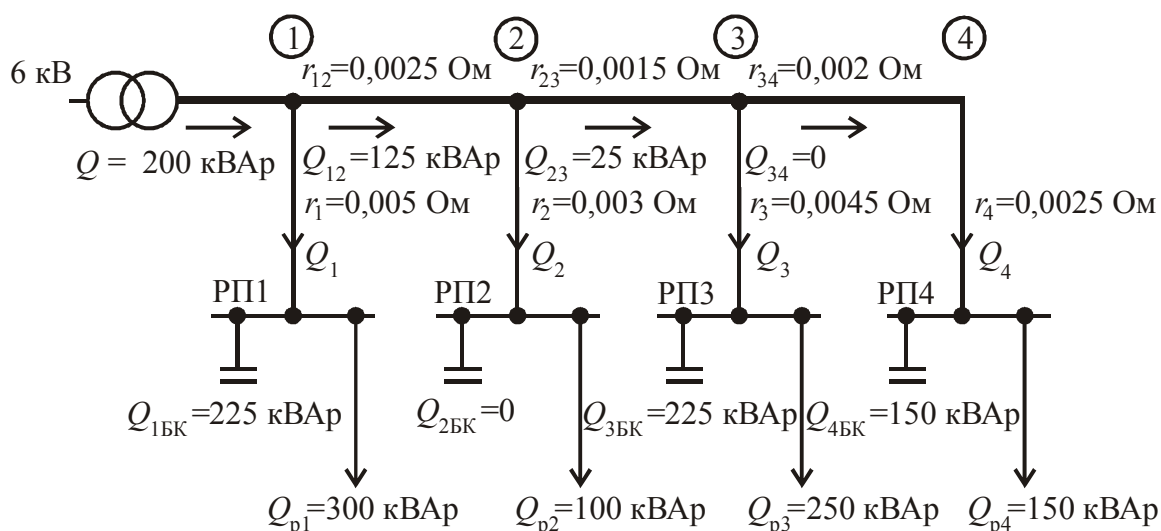 1 2 3 4
6 кВ
r12=0,0025 Ом r23=0,0015 Ом r34=0,002 Ом
Q = 200 кВАр Q12=125 кВАр Q23=25 кВАр Q34=0
r1=0,005 Ом r2=0,003 Ом r3=0,0045 Ом r4=0,0025 Ом
Q1 Q2 Q3 Q4
РП1 РП2 РП3 РП4
Q1БК=225 кВАр Q2БК=0 Q3БК=225 кВАр Q4БК=150 кВАр
Qр1=300 кВАр Qр2=100 кВАр Qр3=250 кВАр Qр4=150 кВАр